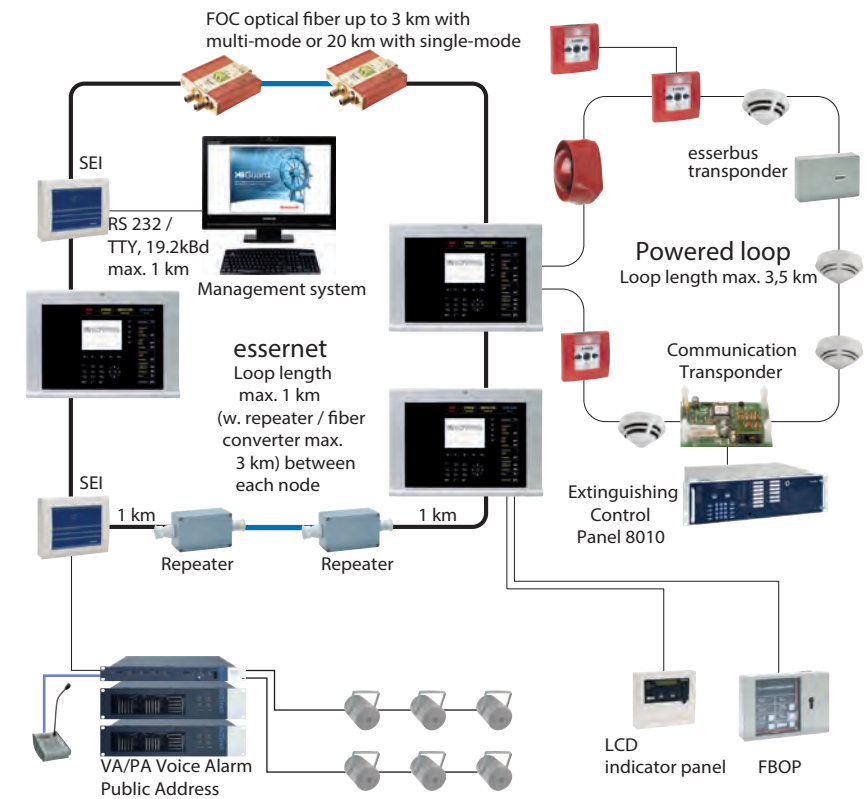 FOC optical fiber up to 3 km with
multi-mode or 20 km with single-mode
SEI
RS 232 /
TTY, 19.2kBd
max. 1 km
Management system
esserbus
transponder
Powered loop
Loop length max. 3,5 km
essernet
Loop length
max. 1 km
(w. repeater / fiber
converter max.
3 km) between
each node
Communication
Transponder
SEI
1 km
1 km
Repeater
Repeater
Extinguishing
Control
Panel 8010
VA/PA Voice Alarm
Public Address
LCD
indicator panel
FBOP